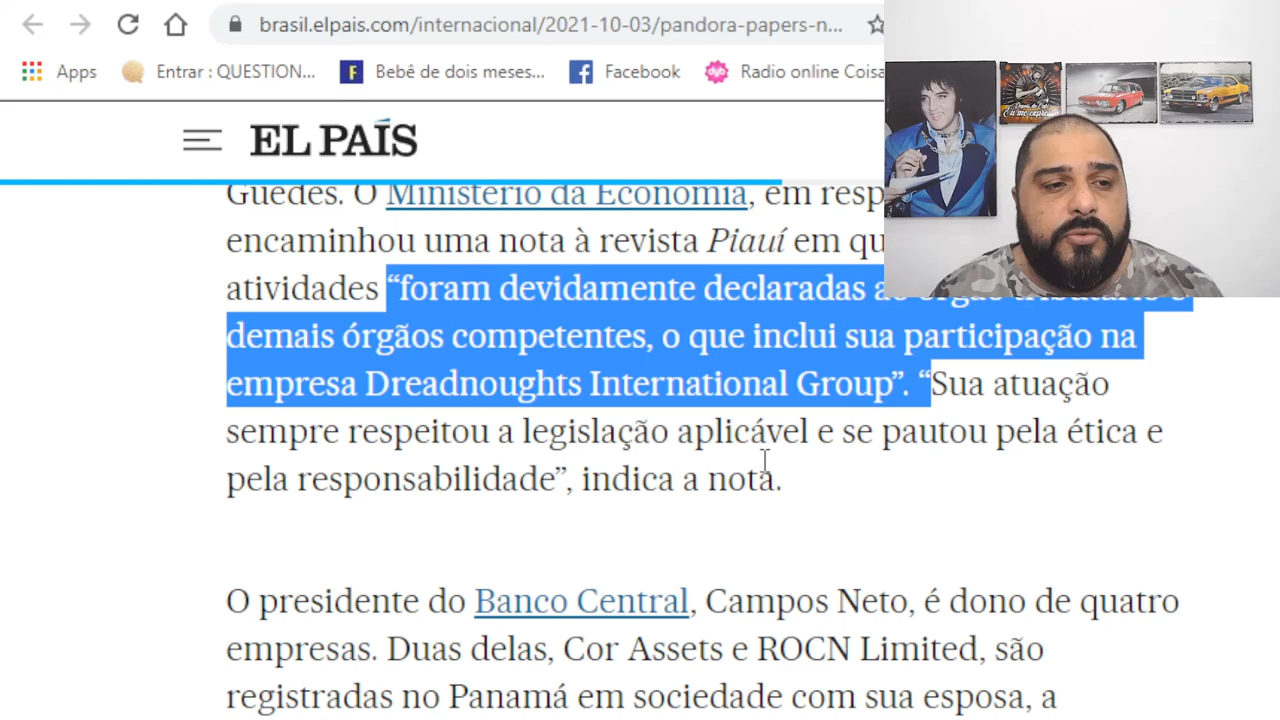 brasil.elpais.com/internacional/2021-10-03/pandora-papers-n...
Apps Entrar : QUESTION... Bebê de dois meses... Facebook Radio online Coisa
EL PAÍS
Guedes. O Ministério da Economia, em resp
encaminhou uma nota à revista Piauí em qu
atividades “foram devidamente declaradas ao órgão tributário e
demais órgãos competentes, o que inclui sua participação na
empresa Dreadnoughts International Group”. “Sua atuação
sempre respeitou a legislação aplicável e se pautou pela ética e
pela responsabilidade”, indica a nota.
O presidente do Banco Central, Campos Neto, é dono de quatro
empresas. Duas delas, Cor Assets e ROCN Limited, são
registradas no Panamá em sociedade com sua esposa, a